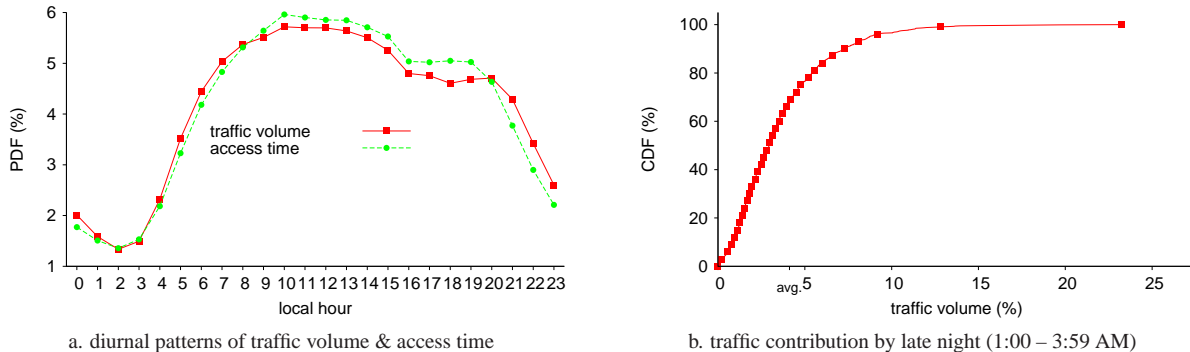 PDF (%)
6
5
4
3
2
1
traffic volume
access time
0 1 2 3 4 5 6 7 8 9 10 11 12 13 14 15 16 17 18 19 20 21 22 23
local hour
a. diurnal patterns of traffic volume & access time
CDF (%)
100
80
60
40
20
0
0 5 10 15 20 25
avg.
traffic volume (%)
b. traffic contribution by late night (1:00 – 3:59 AM)